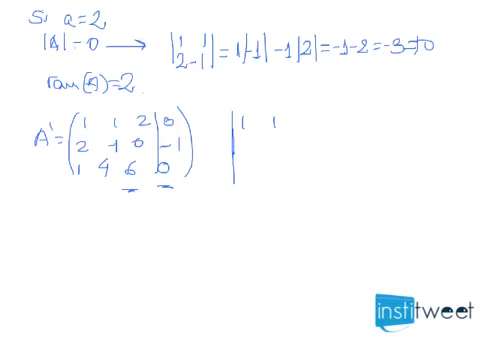 Si a=2
|A|=0 → |1 1| = 1|-1| -1|2| = -1-2 = -3 ≠ 0
|2 -1|
ran(A)=2
A' = (1 1 2 | 0) |1 1
(2 -1 0 | -1)
(1 4 6 | 0)
institweet